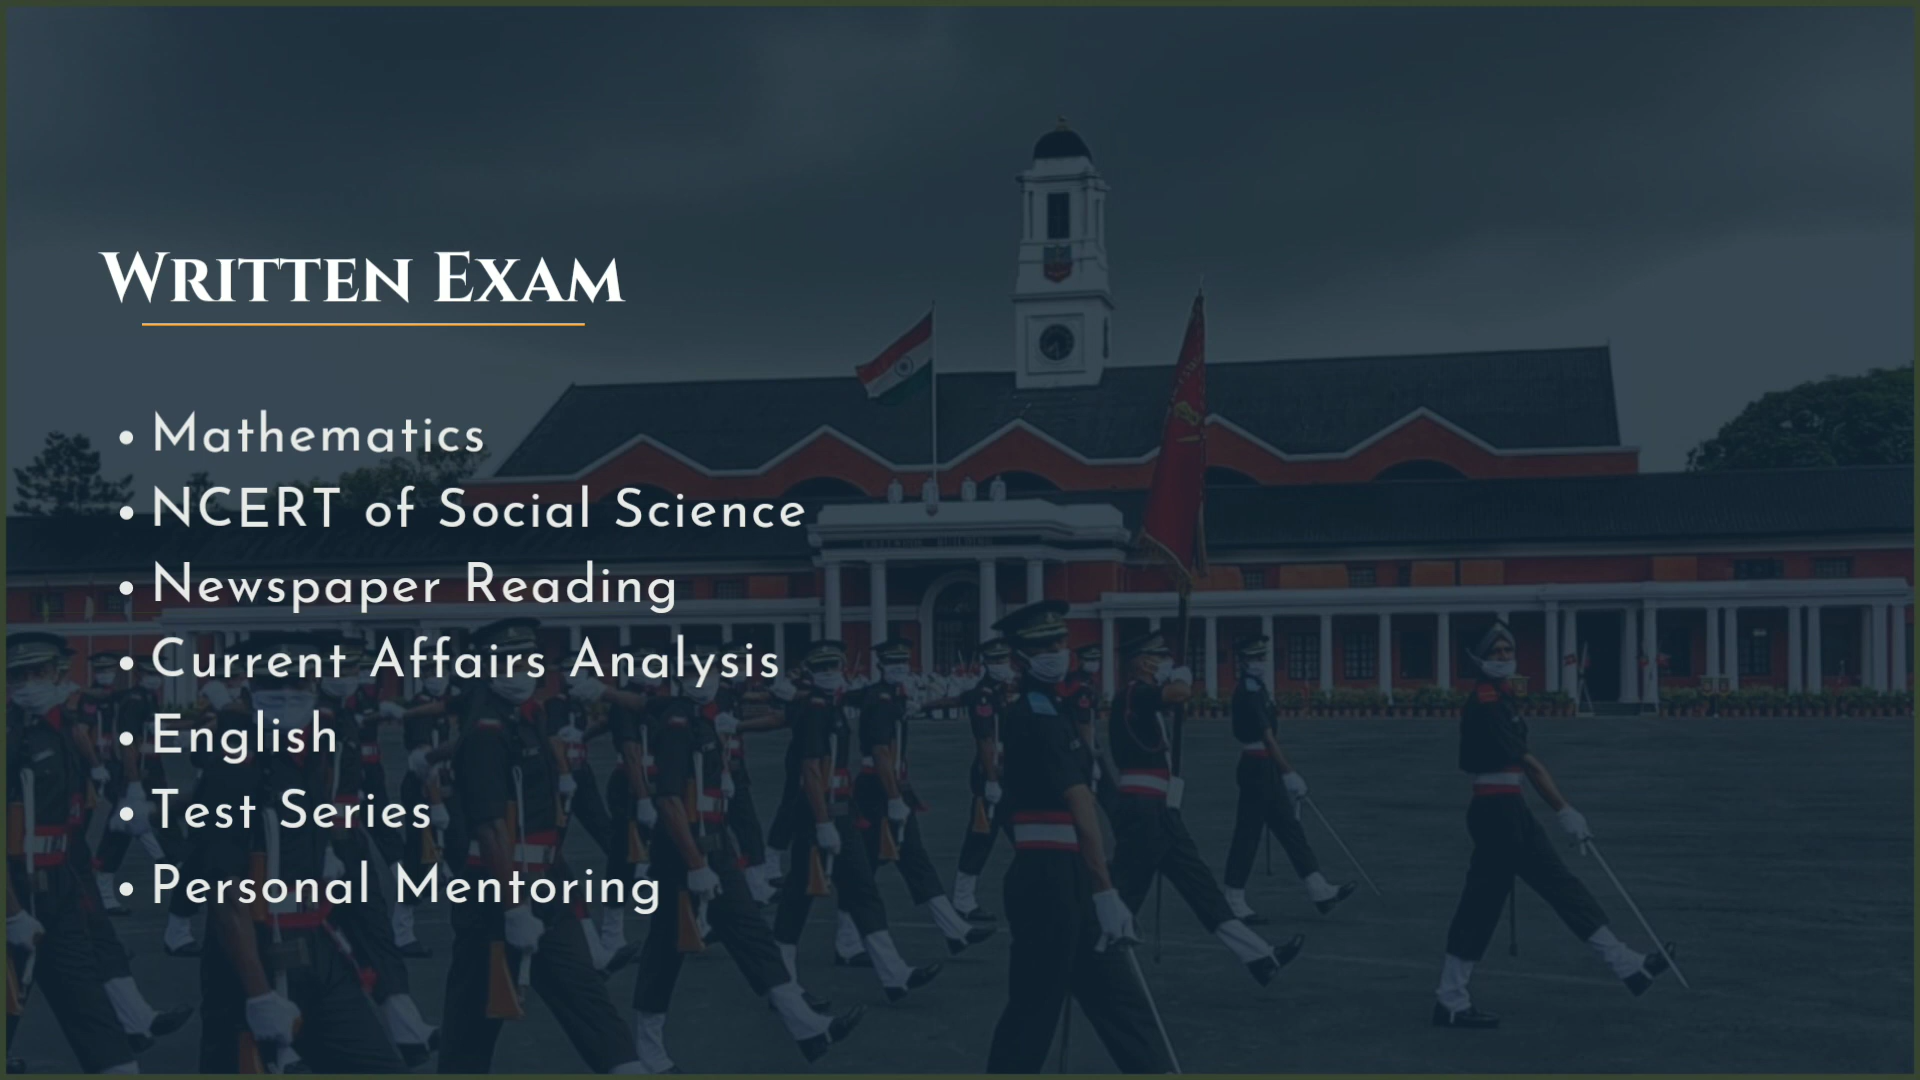 Written Exam
• Mathematics
• NCERT of Social Science
• Newspaper Reading
• Current Affairs Analysis
• English
• Test Series
• Personal Mentoring